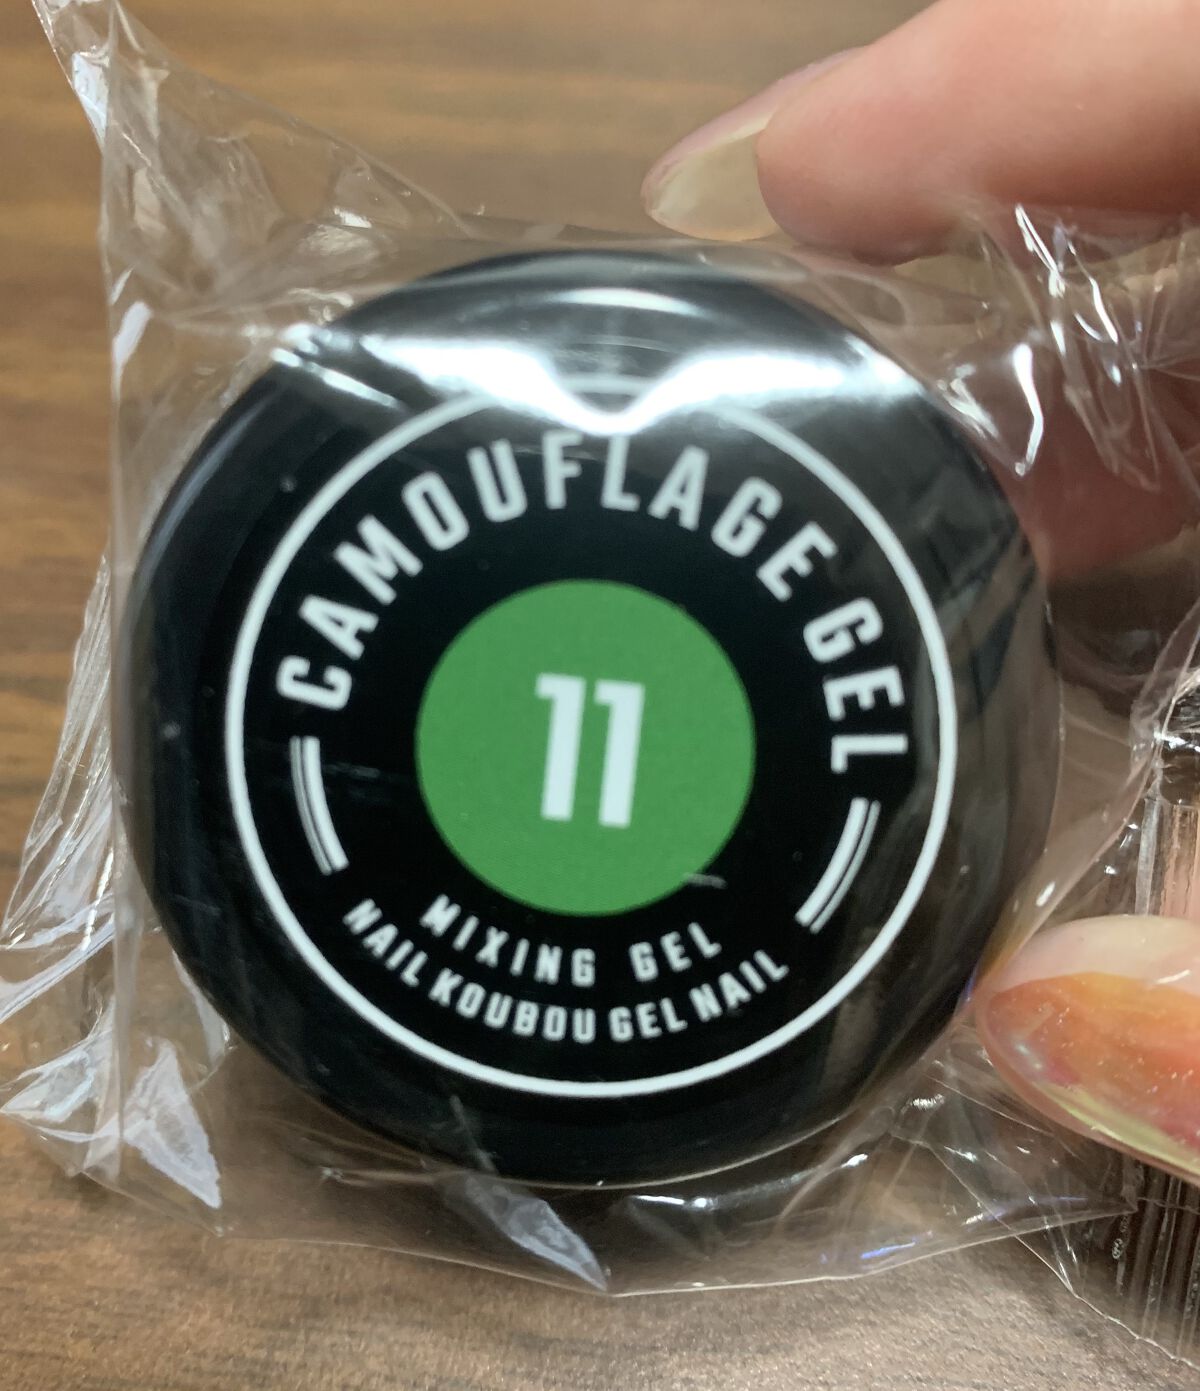 CAMOUFLAGE GEL
11
MIXING GEL
NAIL KOUBOU GEL NAIL